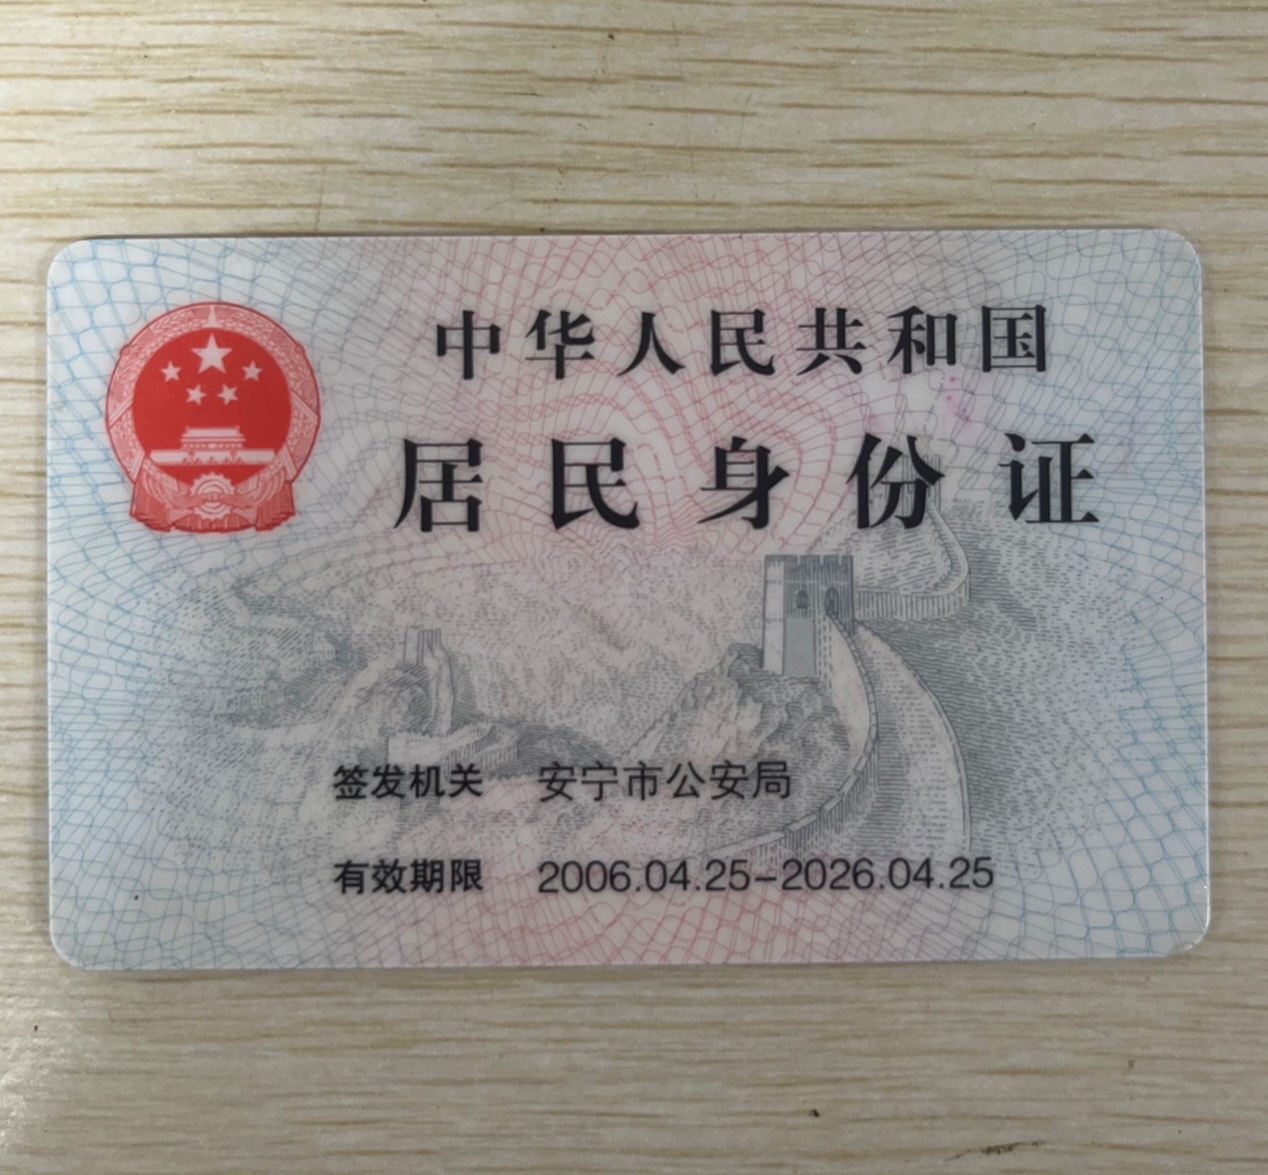 中华人民共和国
居民身份证
签发机关 安宁市公安局
有效期限 2006.04.25-2026.04.25